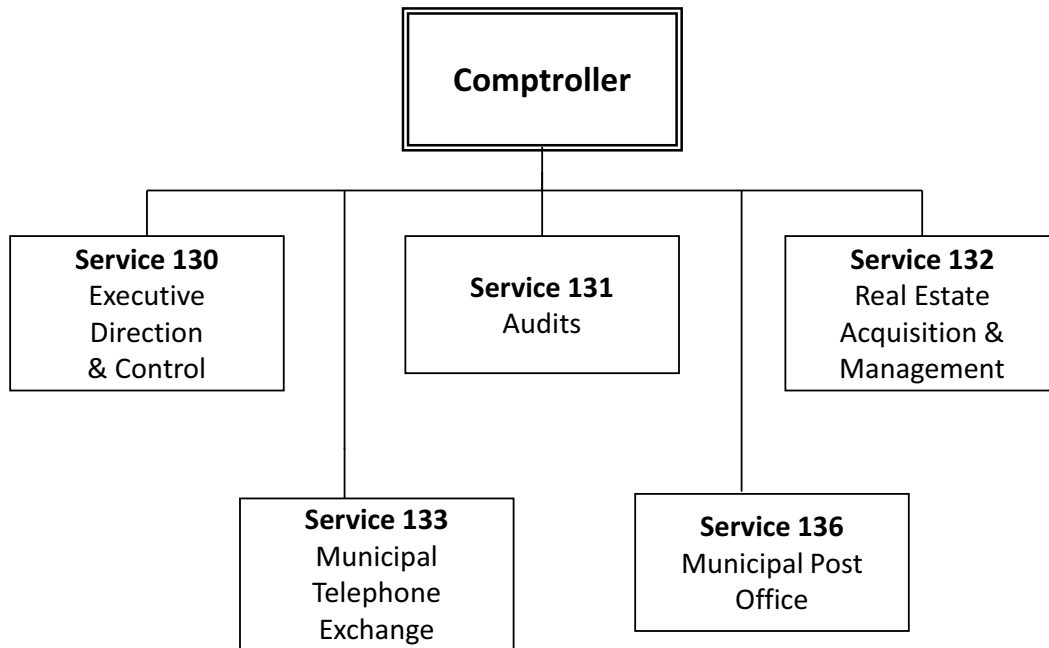 Comptroller
Service 130
Executive
Direction
& Control
Service 131
Audits
Service 132
Real Estate
Acquisition &
Management
Service 133
Municipal
Telephone
Exchange
Service 136
Municipal Post
Office